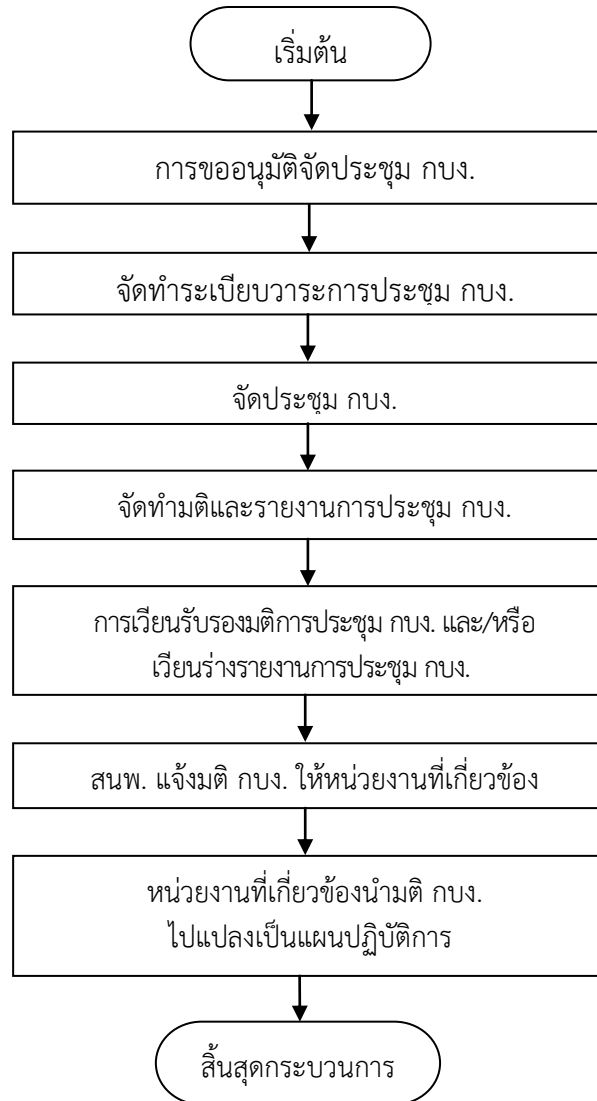 เริ่มต้น
การขออนุมัติจัดประชุม กบง.
จัดทำระเบียบวาระการประชุม กบง.
จัดประชุม กบง.
จัดทำมติและรายงานการประชุม กบง.
การเวียนรับรองมติการประชุม กบง. และ/หรือ
เวียนร่างรายงานการประชุม กบง.
สนพ. แจ้งมติ กบง. ให้หน่วยงานที่เกี่ยวข้อง
หน่วยงานที่เกี่ยวข้องนำมติ กบง.
ไปแปลงเป็นแผนปฏิบัติการ
สิ้นสุดกระบวนการ